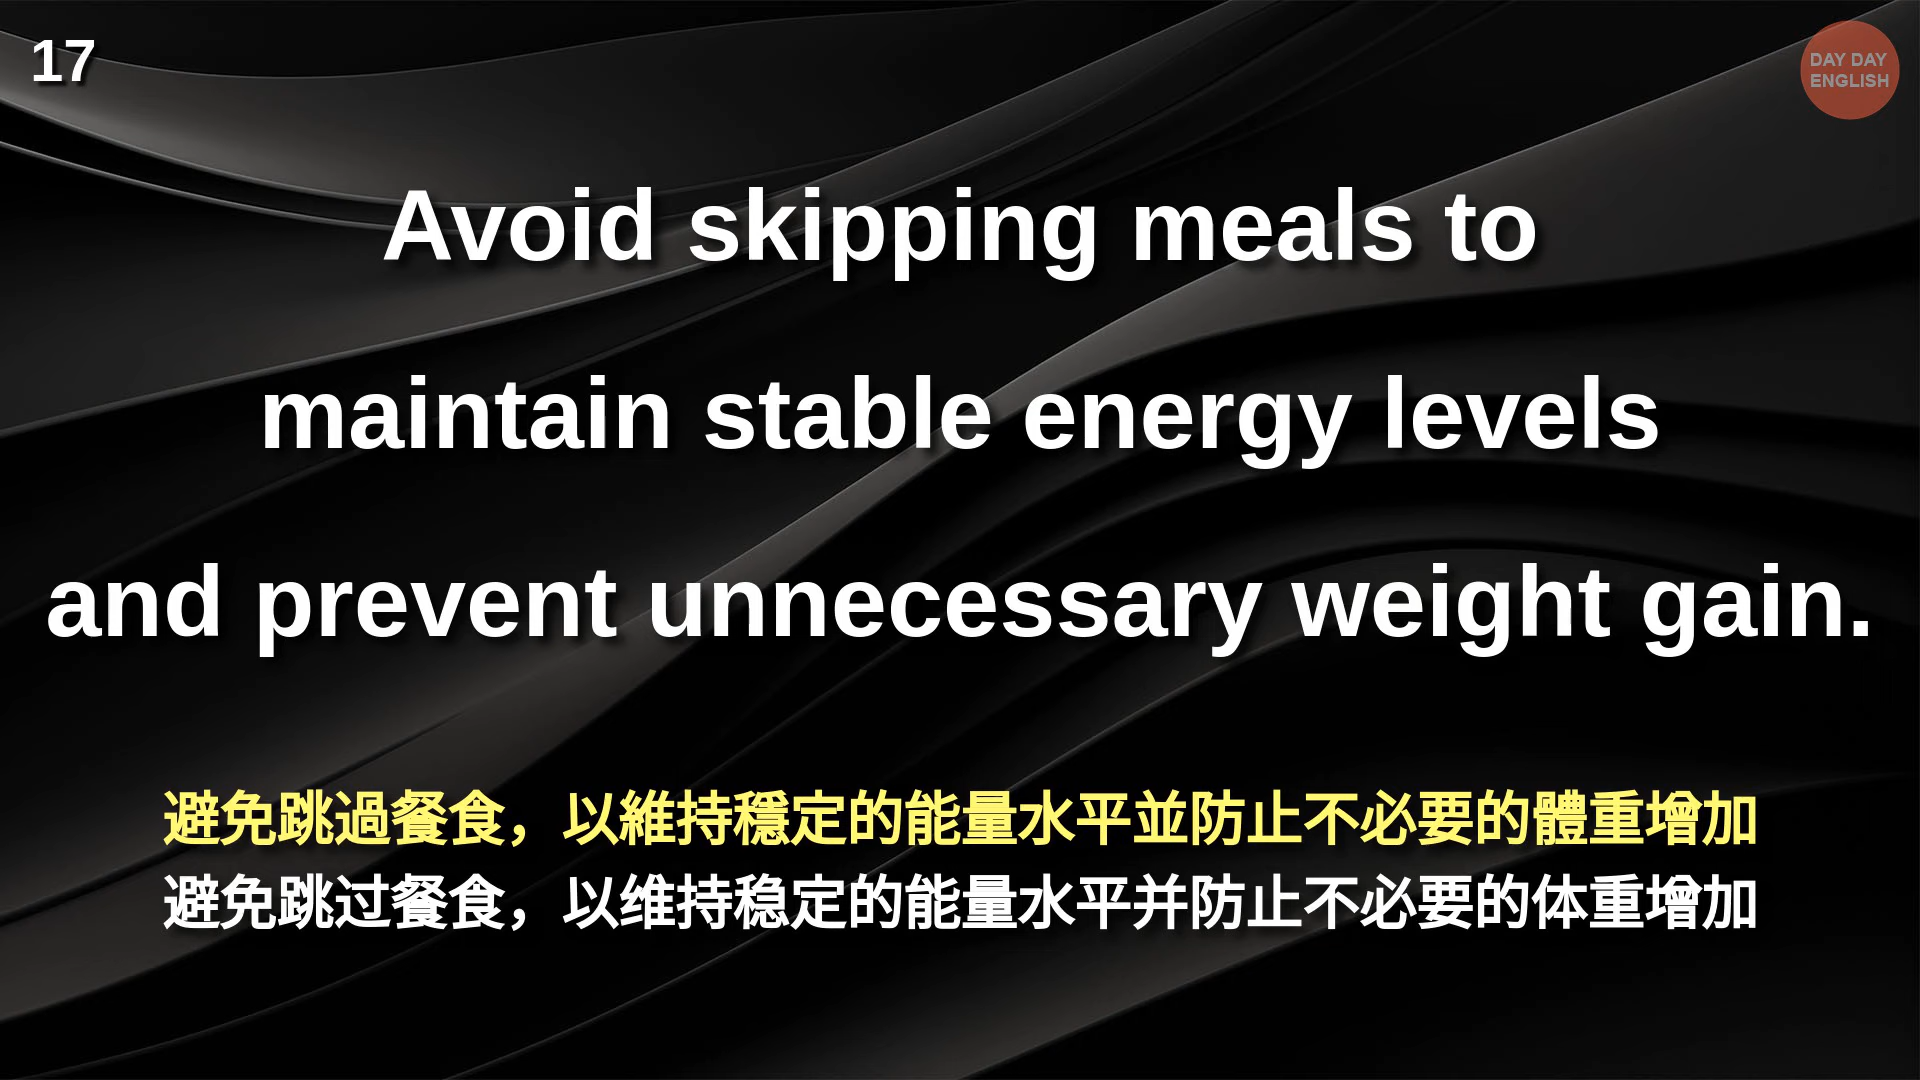 17
DAY DAY
ENGLISH
Avoid skipping meals to
maintain stable energy levels
and prevent unnecessary weight gain.
避免跳過餐食，以維持穩定的能量水平並防止不必要的體重增加
避免跳过餐食，以维持稳定的能量水平并防止不必要的体重增加